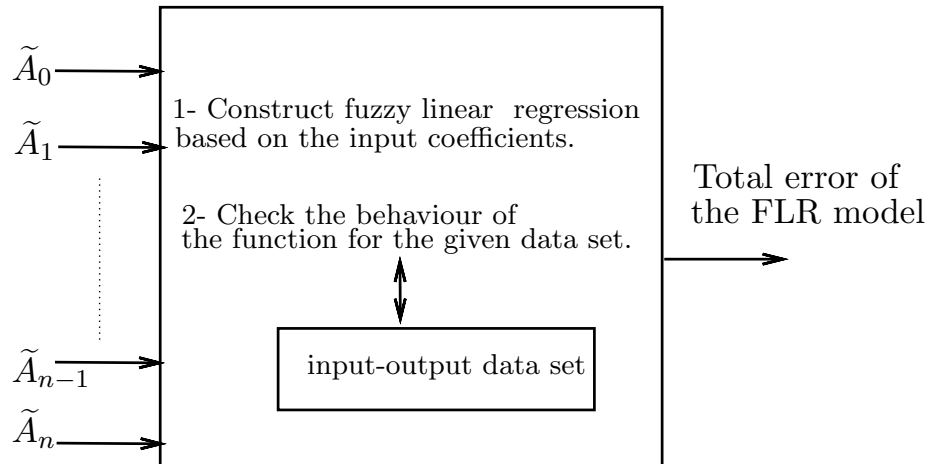 Ã₀
1- Construct fuzzy linear regression
based on the input coefficients.
Ã₁
Total error of
the FLR model
2- Check the behaviour of
the function for the given data set.
input-output data set
Ãₙ₋₁
Ãₙ